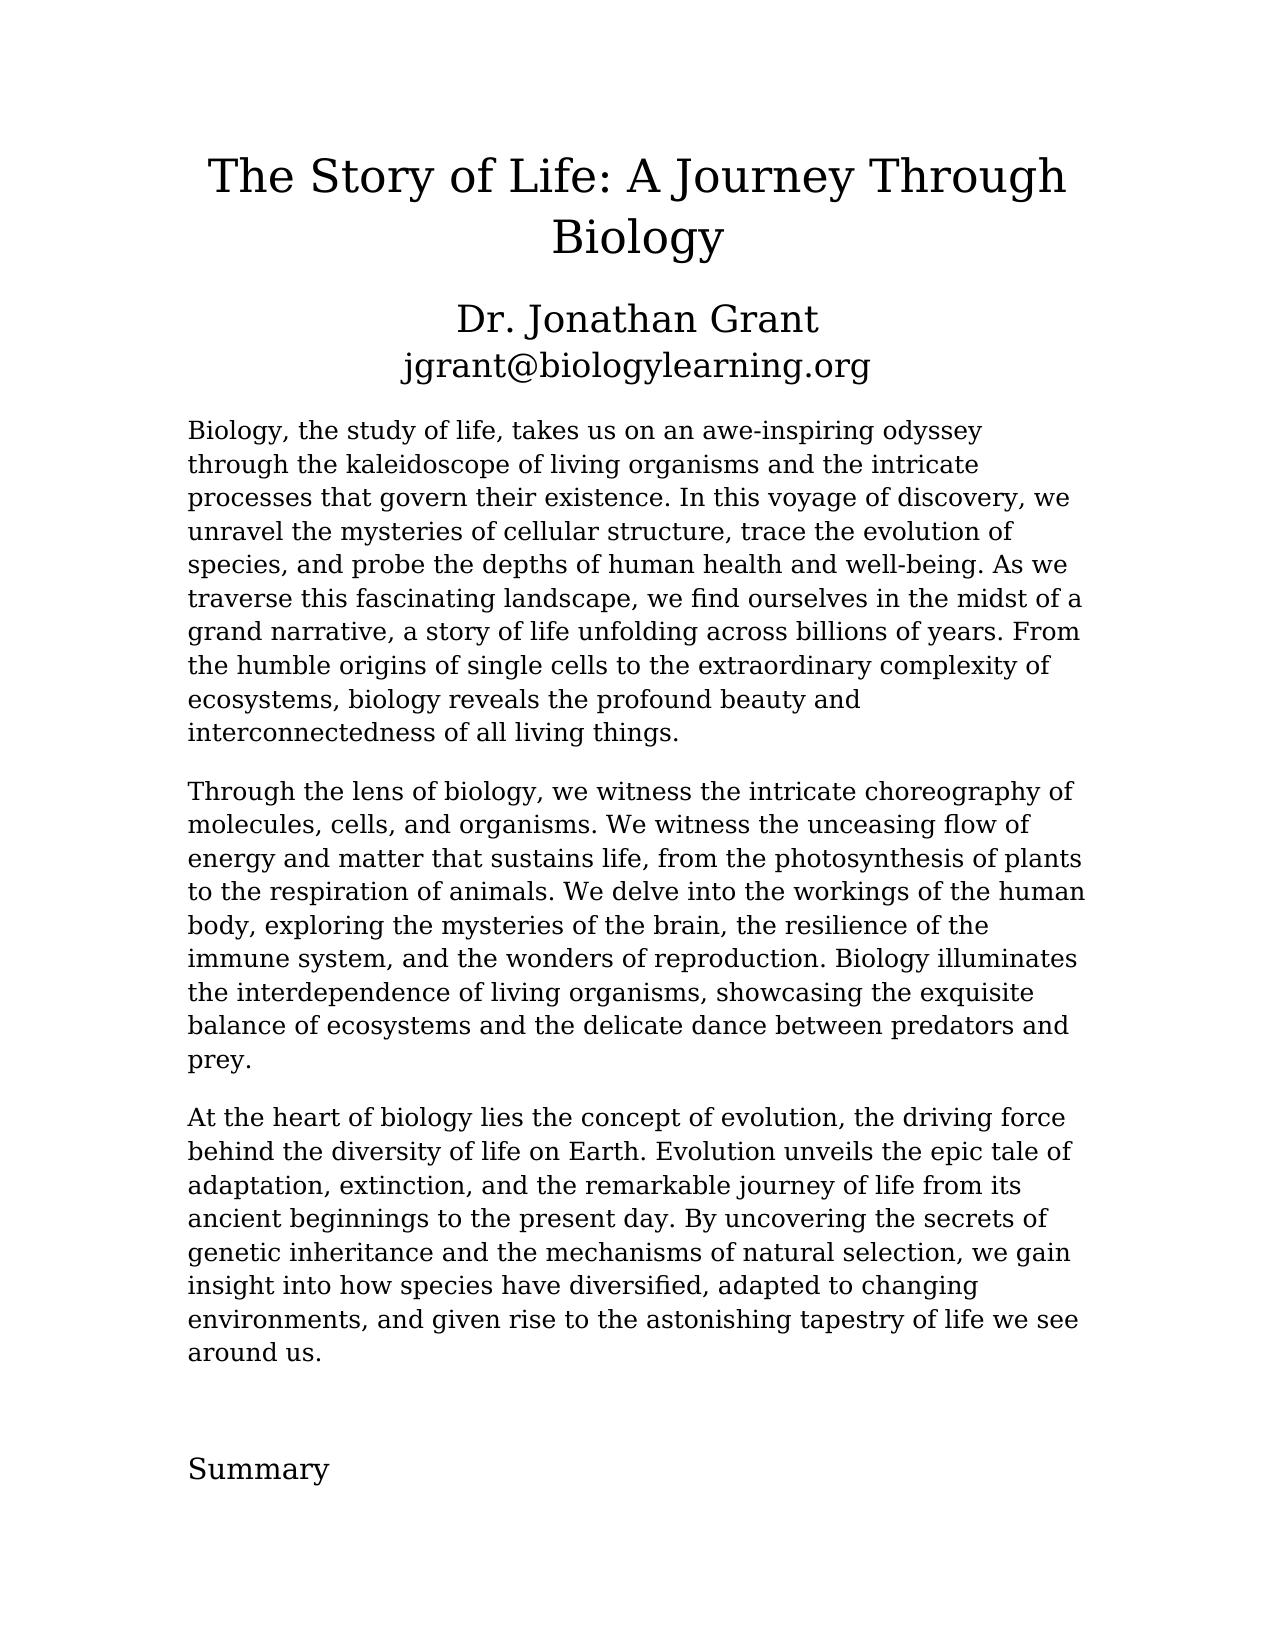 The Story of Life: A Journey Through
Biology
Dr. Jonathan Grant
jgrant@biologylearning.org
Biology, the study of life, takes us on an awe-inspiring odyssey
through the kaleidoscope of living organisms and the intricate
processes that govern their existence. In this voyage of discovery, we
unravel the mysteries of cellular structure, trace the evolution of
species, and probe the depths of human health and well-being. As we
traverse this fascinating landscape, we find ourselves in the midst of a
grand narrative, a story of life unfolding across billions of years. From
the humble origins of single cells to the extraordinary complexity of
ecosystems, biology reveals the profound beauty and
interconnectedness of all living things.
Through the lens of biology, we witness the intricate choreography of
molecules, cells, and organisms. We witness the unceasing flow of
energy and matter that sustains life, from the photosynthesis of plants
to the respiration of animals. We delve into the workings of the human
body, exploring the mysteries of the brain, the resilience of the
immune system, and the wonders of reproduction. Biology illuminates
the interdependence of living organisms, showcasing the exquisite
balance of ecosystems and the delicate dance between predators and
prey.
At the heart of biology lies the concept of evolution, the driving force
behind the diversity of life on Earth. Evolution unveils the epic tale of
adaptation, extinction, and the remarkable journey of life from its
ancient beginnings to the present day. By uncovering the secrets of
genetic inheritance and the mechanisms of natural selection, we gain
insight into how species have diversified, adapted to changing
environments, and given rise to the astonishing tapestry of life we see
around us.
Summary